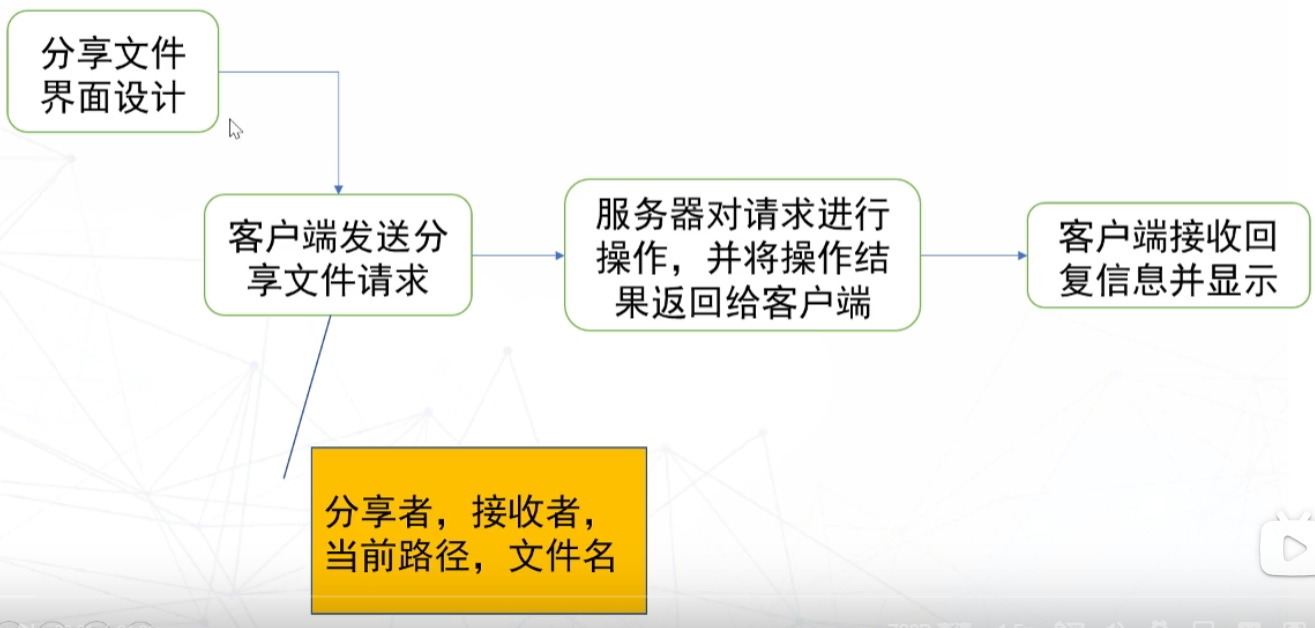 分享文件
界面设计
客户端发送分
享文件请求
服务器对请求进行
操作，并将操作结
果返回给客户端
客户端接收回
复信息并显示
分享者，接收者，
当前路径，文件名